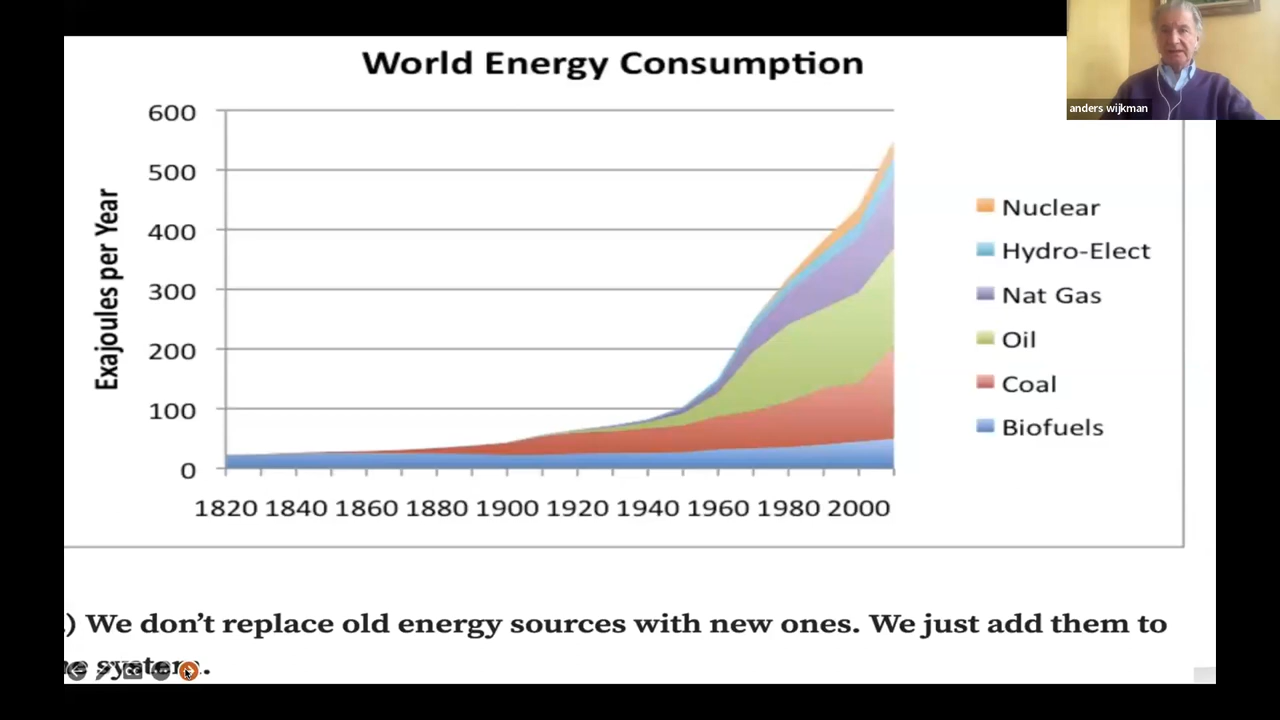 World Energy Consumption
anders wijkman
600
500
400
300
200
100
0
Exajoules per Year
1820 1840 1860 1880 1900 1920 1940 1960 1980 2000
Nuclear
Hydro-Elect
Nat Gas
Oil
Coal
Biofuels
) We don’t replace old energy sources with new ones. We just add them to
system.